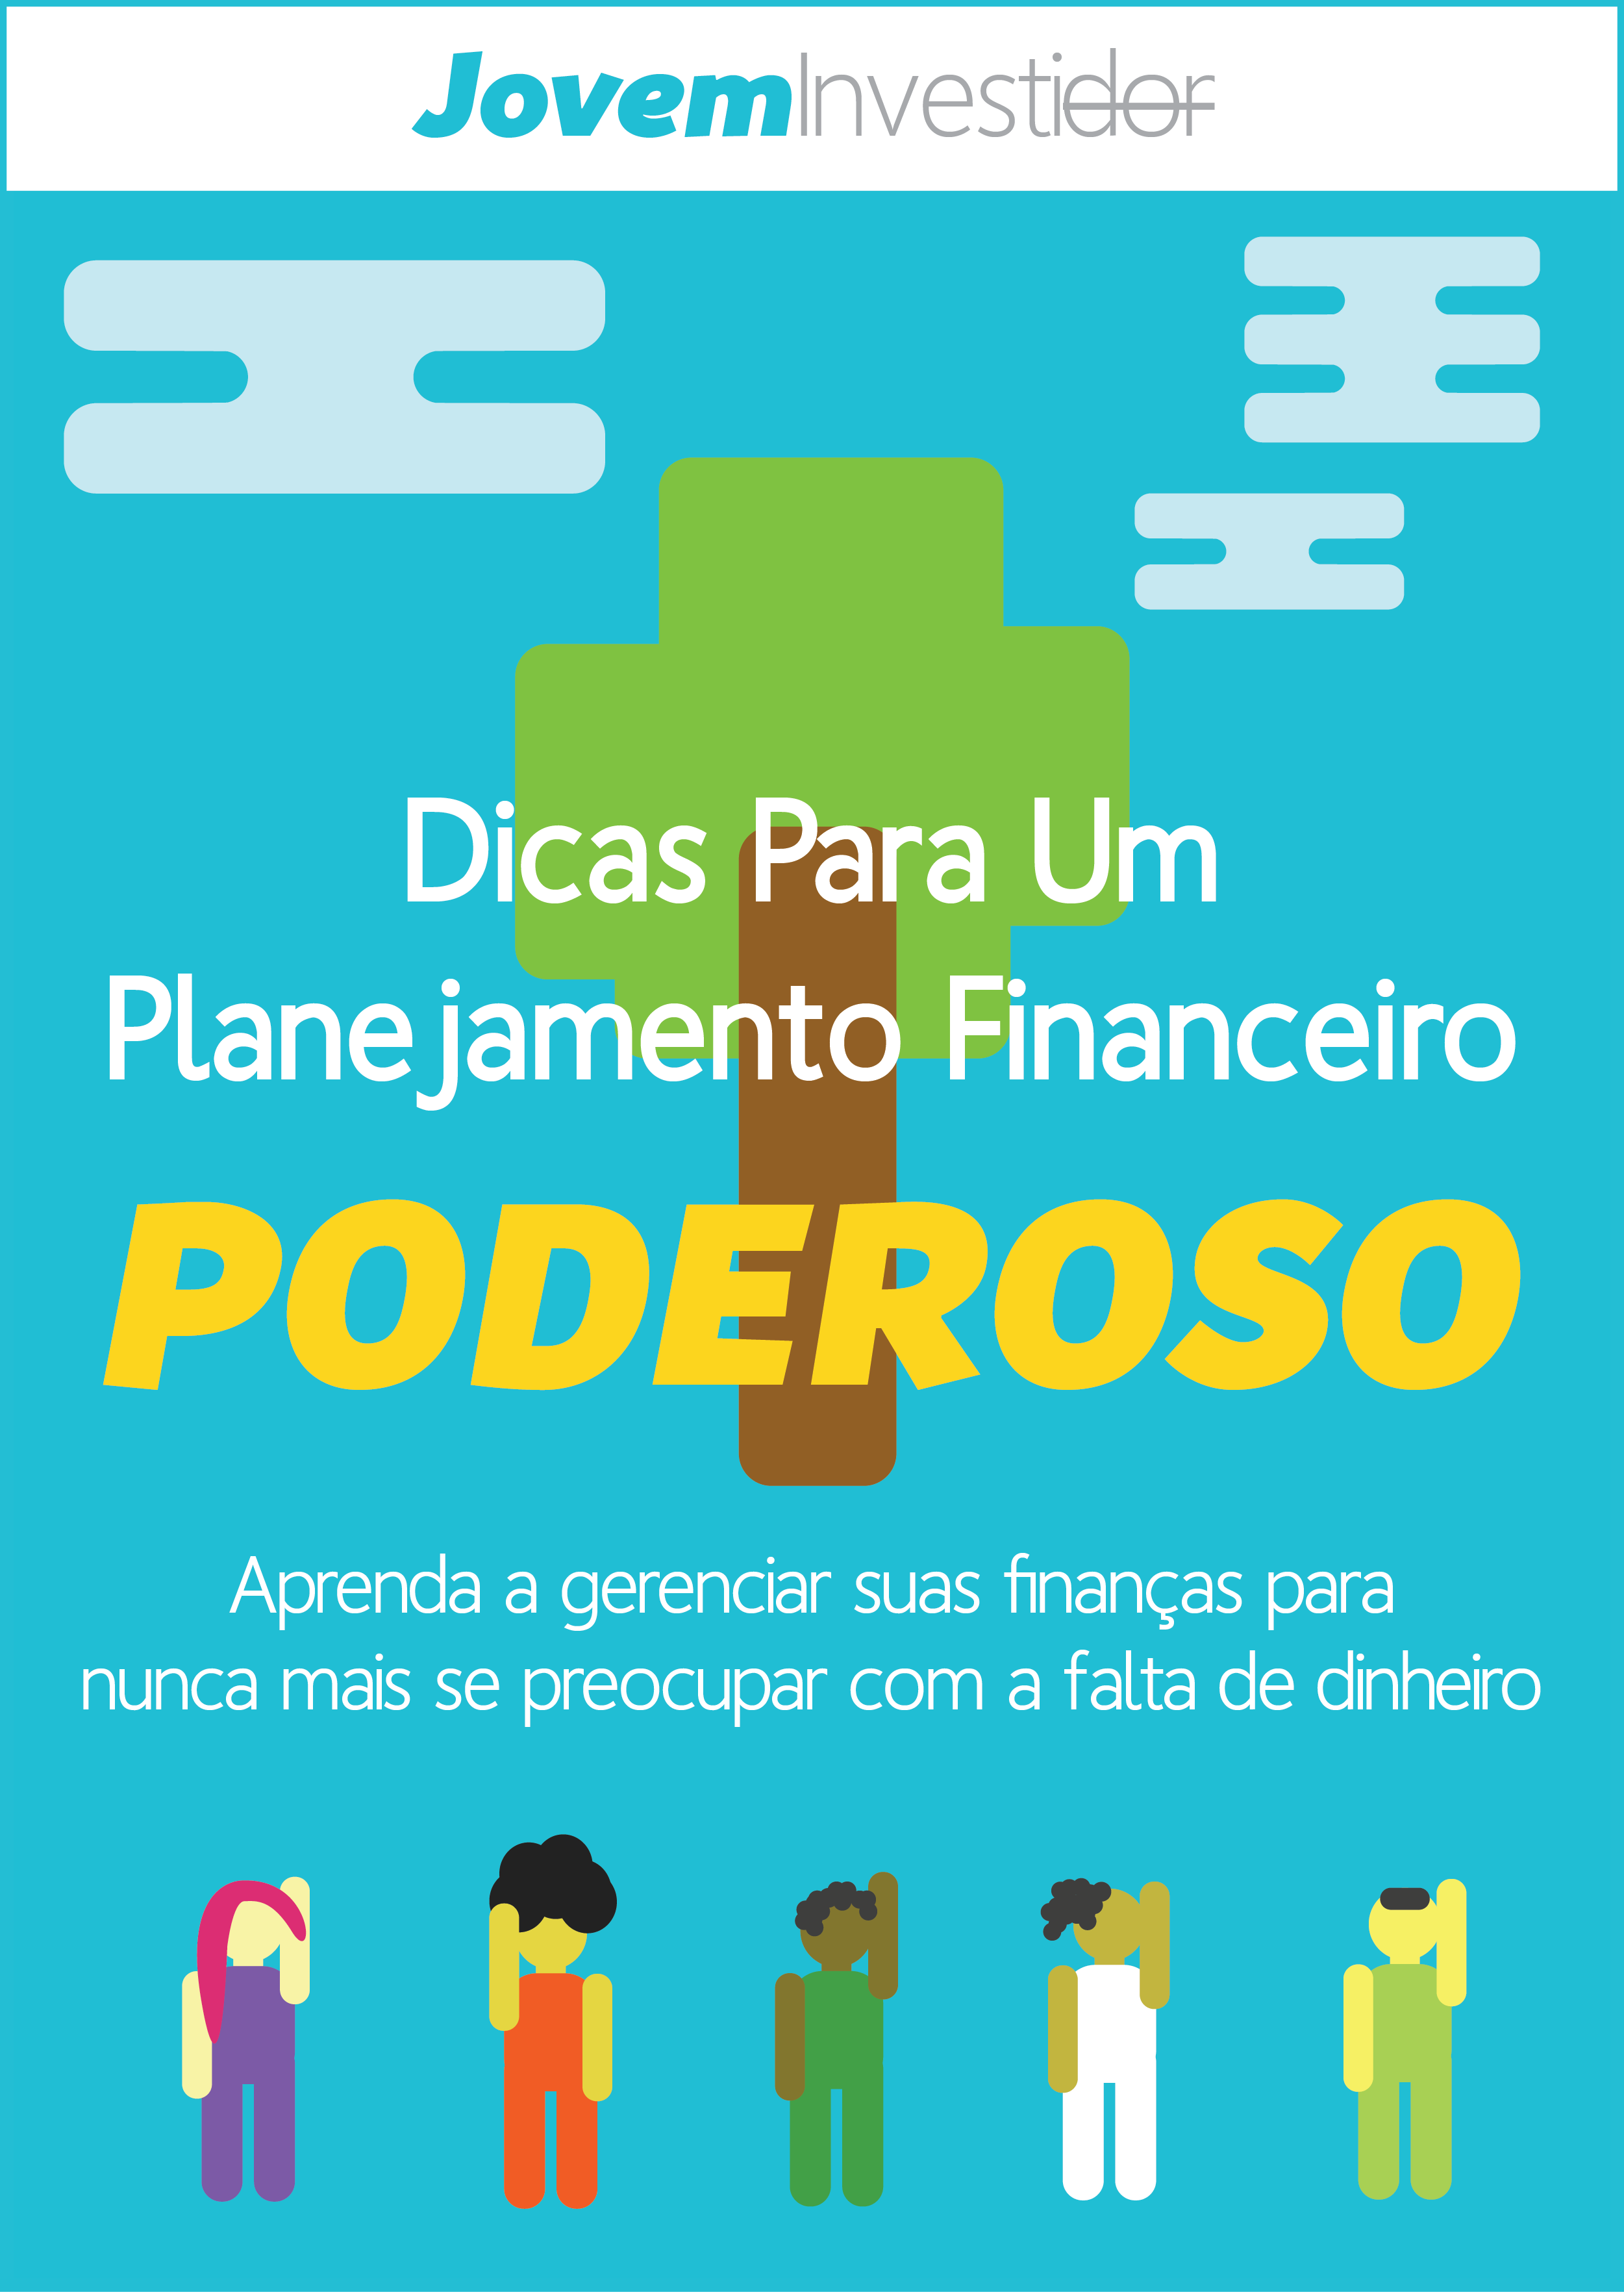 JovemInvestidor
Dicas Para Um
Planejamento Financeiro
PODEROSO
Aprenda a gerenciar suas finanças para
nunca mais se preocupar com a falta de dinheiro